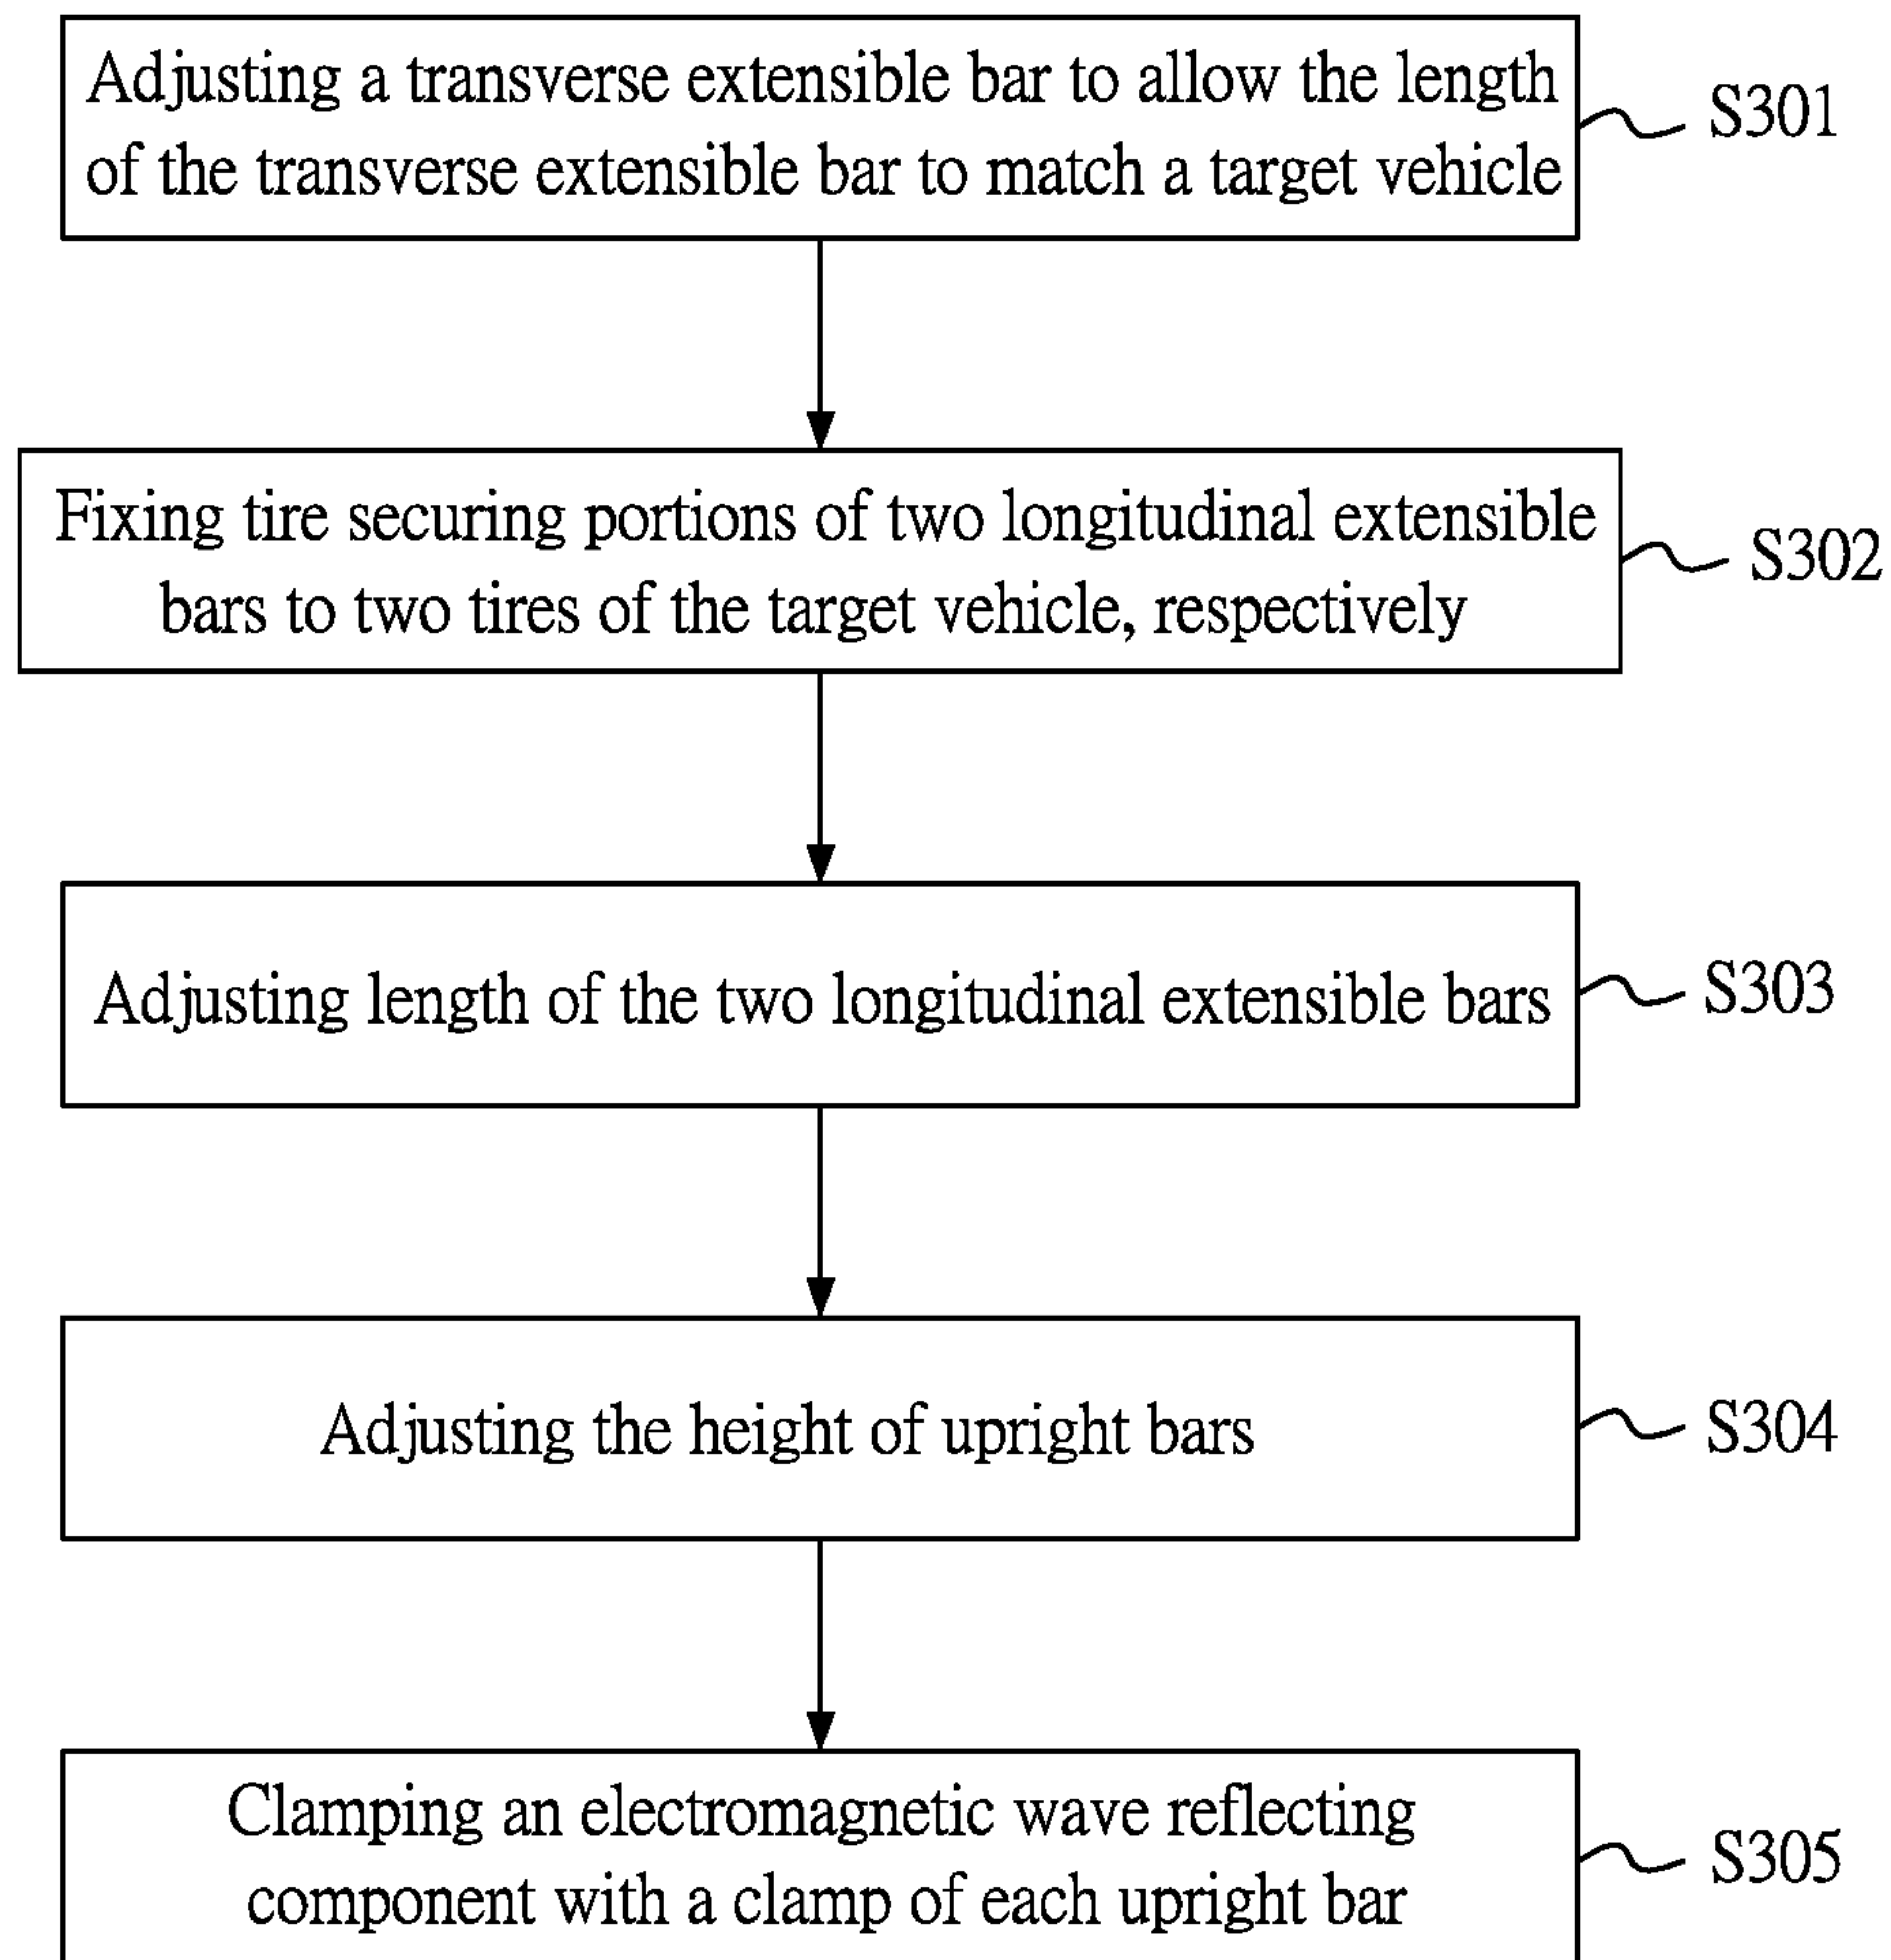 Adjusting a transverse extensible bar to allow the length
of the transverse extensible bar to match a target vehicle
S301
Fixing tire securing portions of two longitudinal extensible
bars to two tires of the target vehicle, respectively
S302
Adjusting length of the two longitudinal extensible bars
S303
Adjusting the height of upright bars
S304
Clamping an electromagnetic wave reflecting
component with a clamp of each upright bar
S305